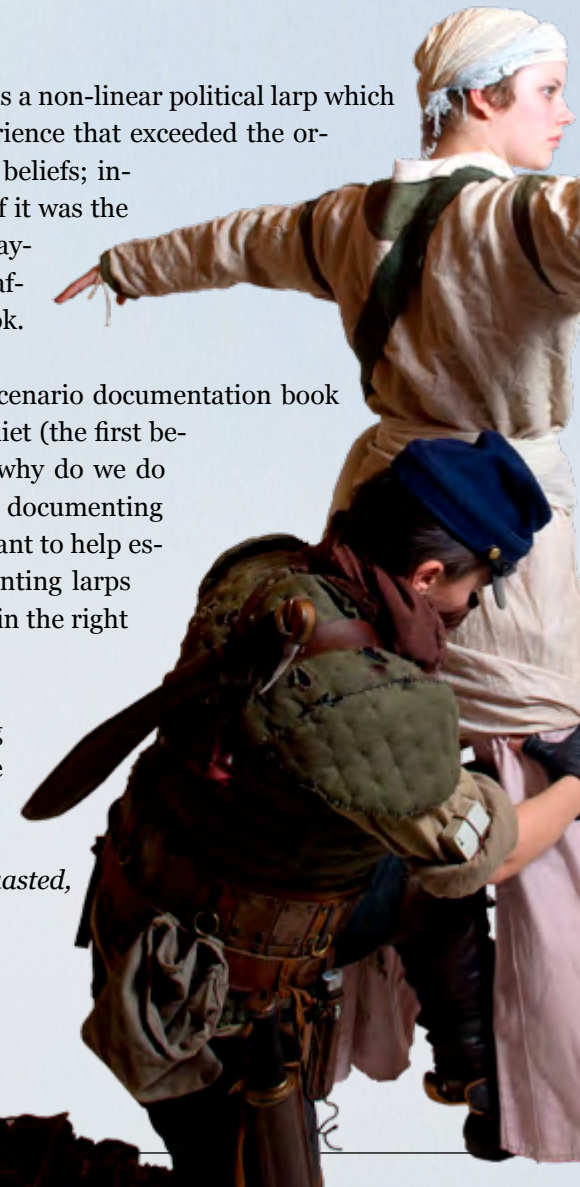 s a non-linear political larp which
rience that exceeded the or-
beliefs; in-
f it was the
ay-
af-
ok.
cenario documentation book
iet (the first be-
why do we do
documenting
ant to help es-
nting larps
in the right
g
e
asted,